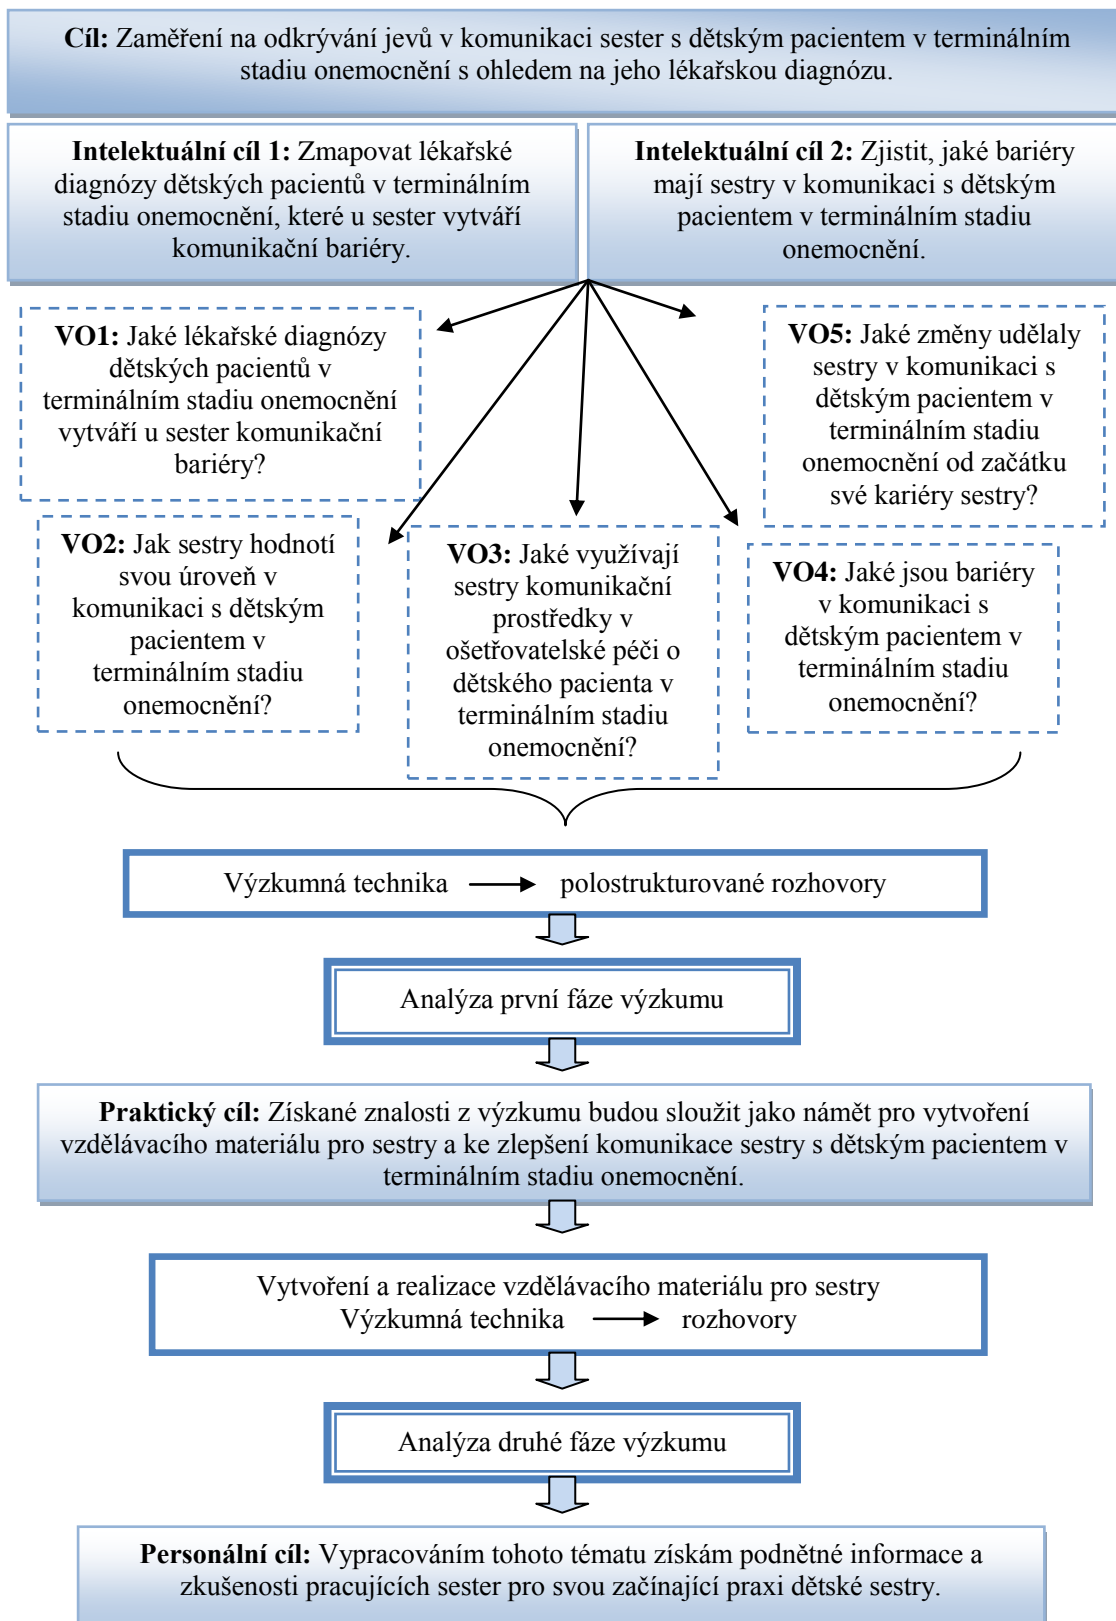 Cíl: Zaměření na odkrývání jevů v komunikaci sester s dětským pacientem v terminálním
stadiu onemocnění s ohledem na jeho lékařskou diagnózu.
Intelektuální cíl 1: Zmapovat lékařské
diagnózy dětských pacientů v terminálním
stadiu onemocnění, které u sester vytváří
komunikační bariéry.
Intelektuální cíl 2: Zjistit, jaké bariéry
mají sestry v komunikaci s dětským
pacientem v terminálním stadiu
onemocnění.
VO1: Jaké lékařské diagnózy
dětských pacientů v
terminálním stadiu onemocnění
vytváří u sester komunikační
bariéry?
VO5: Jaké změny udělaly
sestry v komunikaci s
dětským pacientem v
terminálním stadiu
onemocnění od začátku
své kariéry sestry?
VO2: Jak sestry hodnotí
svou úroveň v
komunikaci s dětským
pacientem v
terminálním stadiu
onemocnění?
VO3: Jaké využívají
sestry komunikační
prostředky v
ošetřovatelské péči o
dětského pacienta v
terminálním stadiu
onemocnění?
VO4: Jaké jsou bariéry
v komunikaci s
dětským pacientem v
terminálním stadiu
onemocnění?
Výzkumná technika polostrukturované rozhovory
Analýza první fáze výzkumu
Praktický cíl: Získané znalosti z výzkumu budou sloužit jako námět pro vytvoření
vzdělávacího materiálu pro sestry a ke zlepšení komunikace sestry s dětským pacientem v
terminálním stadiu onemocnění.
Vytvoření a realizace vzdělávacího materiálu pro sestry
Výzkumná technika rozhovory
Analýza druhé fáze výzkumu
Personální cíl: Vypracováním tohoto tématu získám podnětné informace a
zkušenosti pracujících sester pro svou začínající praxi dětské sestry.